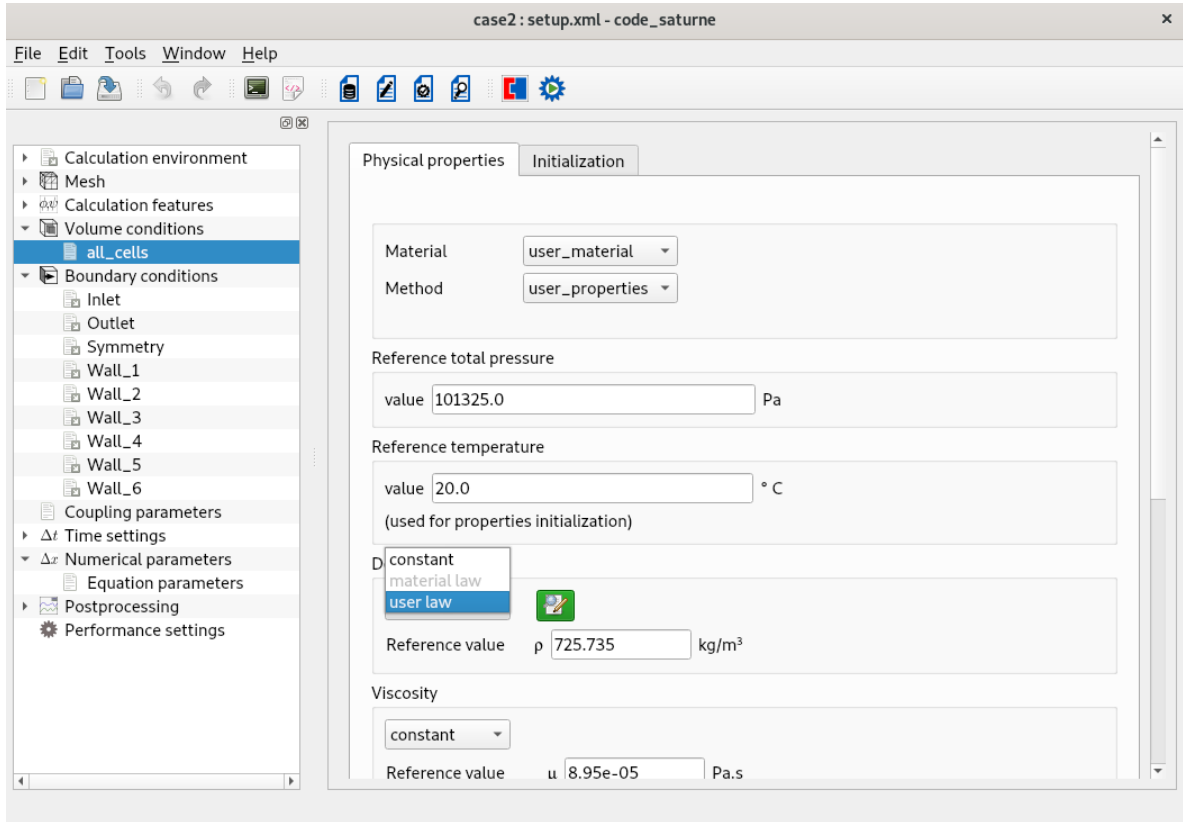 case2 : setup.xml - code_saturne
File Edit Tools Window Help
Calculation environment
Mesh
Calculation features
Volume conditions
all_cells
Boundary conditions
Inlet
Outlet
Symmetry
Wall_1
Wall_2
Wall_3
Wall_4
Wall_5
Wall_6
Coupling parameters
Δt Time settings
Δx Numerical parameters
Equation parameters
Postprocessing
Performance settings
Physical properties Initialization
Material user_material
Method user_properties
Reference total pressure
value 101325.0 Pa
Reference temperature
value 20.0 ° C
(used for properties initialization)
constant
material law
user law
Reference value ρ 725.735 kg/m³
Viscosity
constant
Reference value μ 8.95e-05 Pa.s